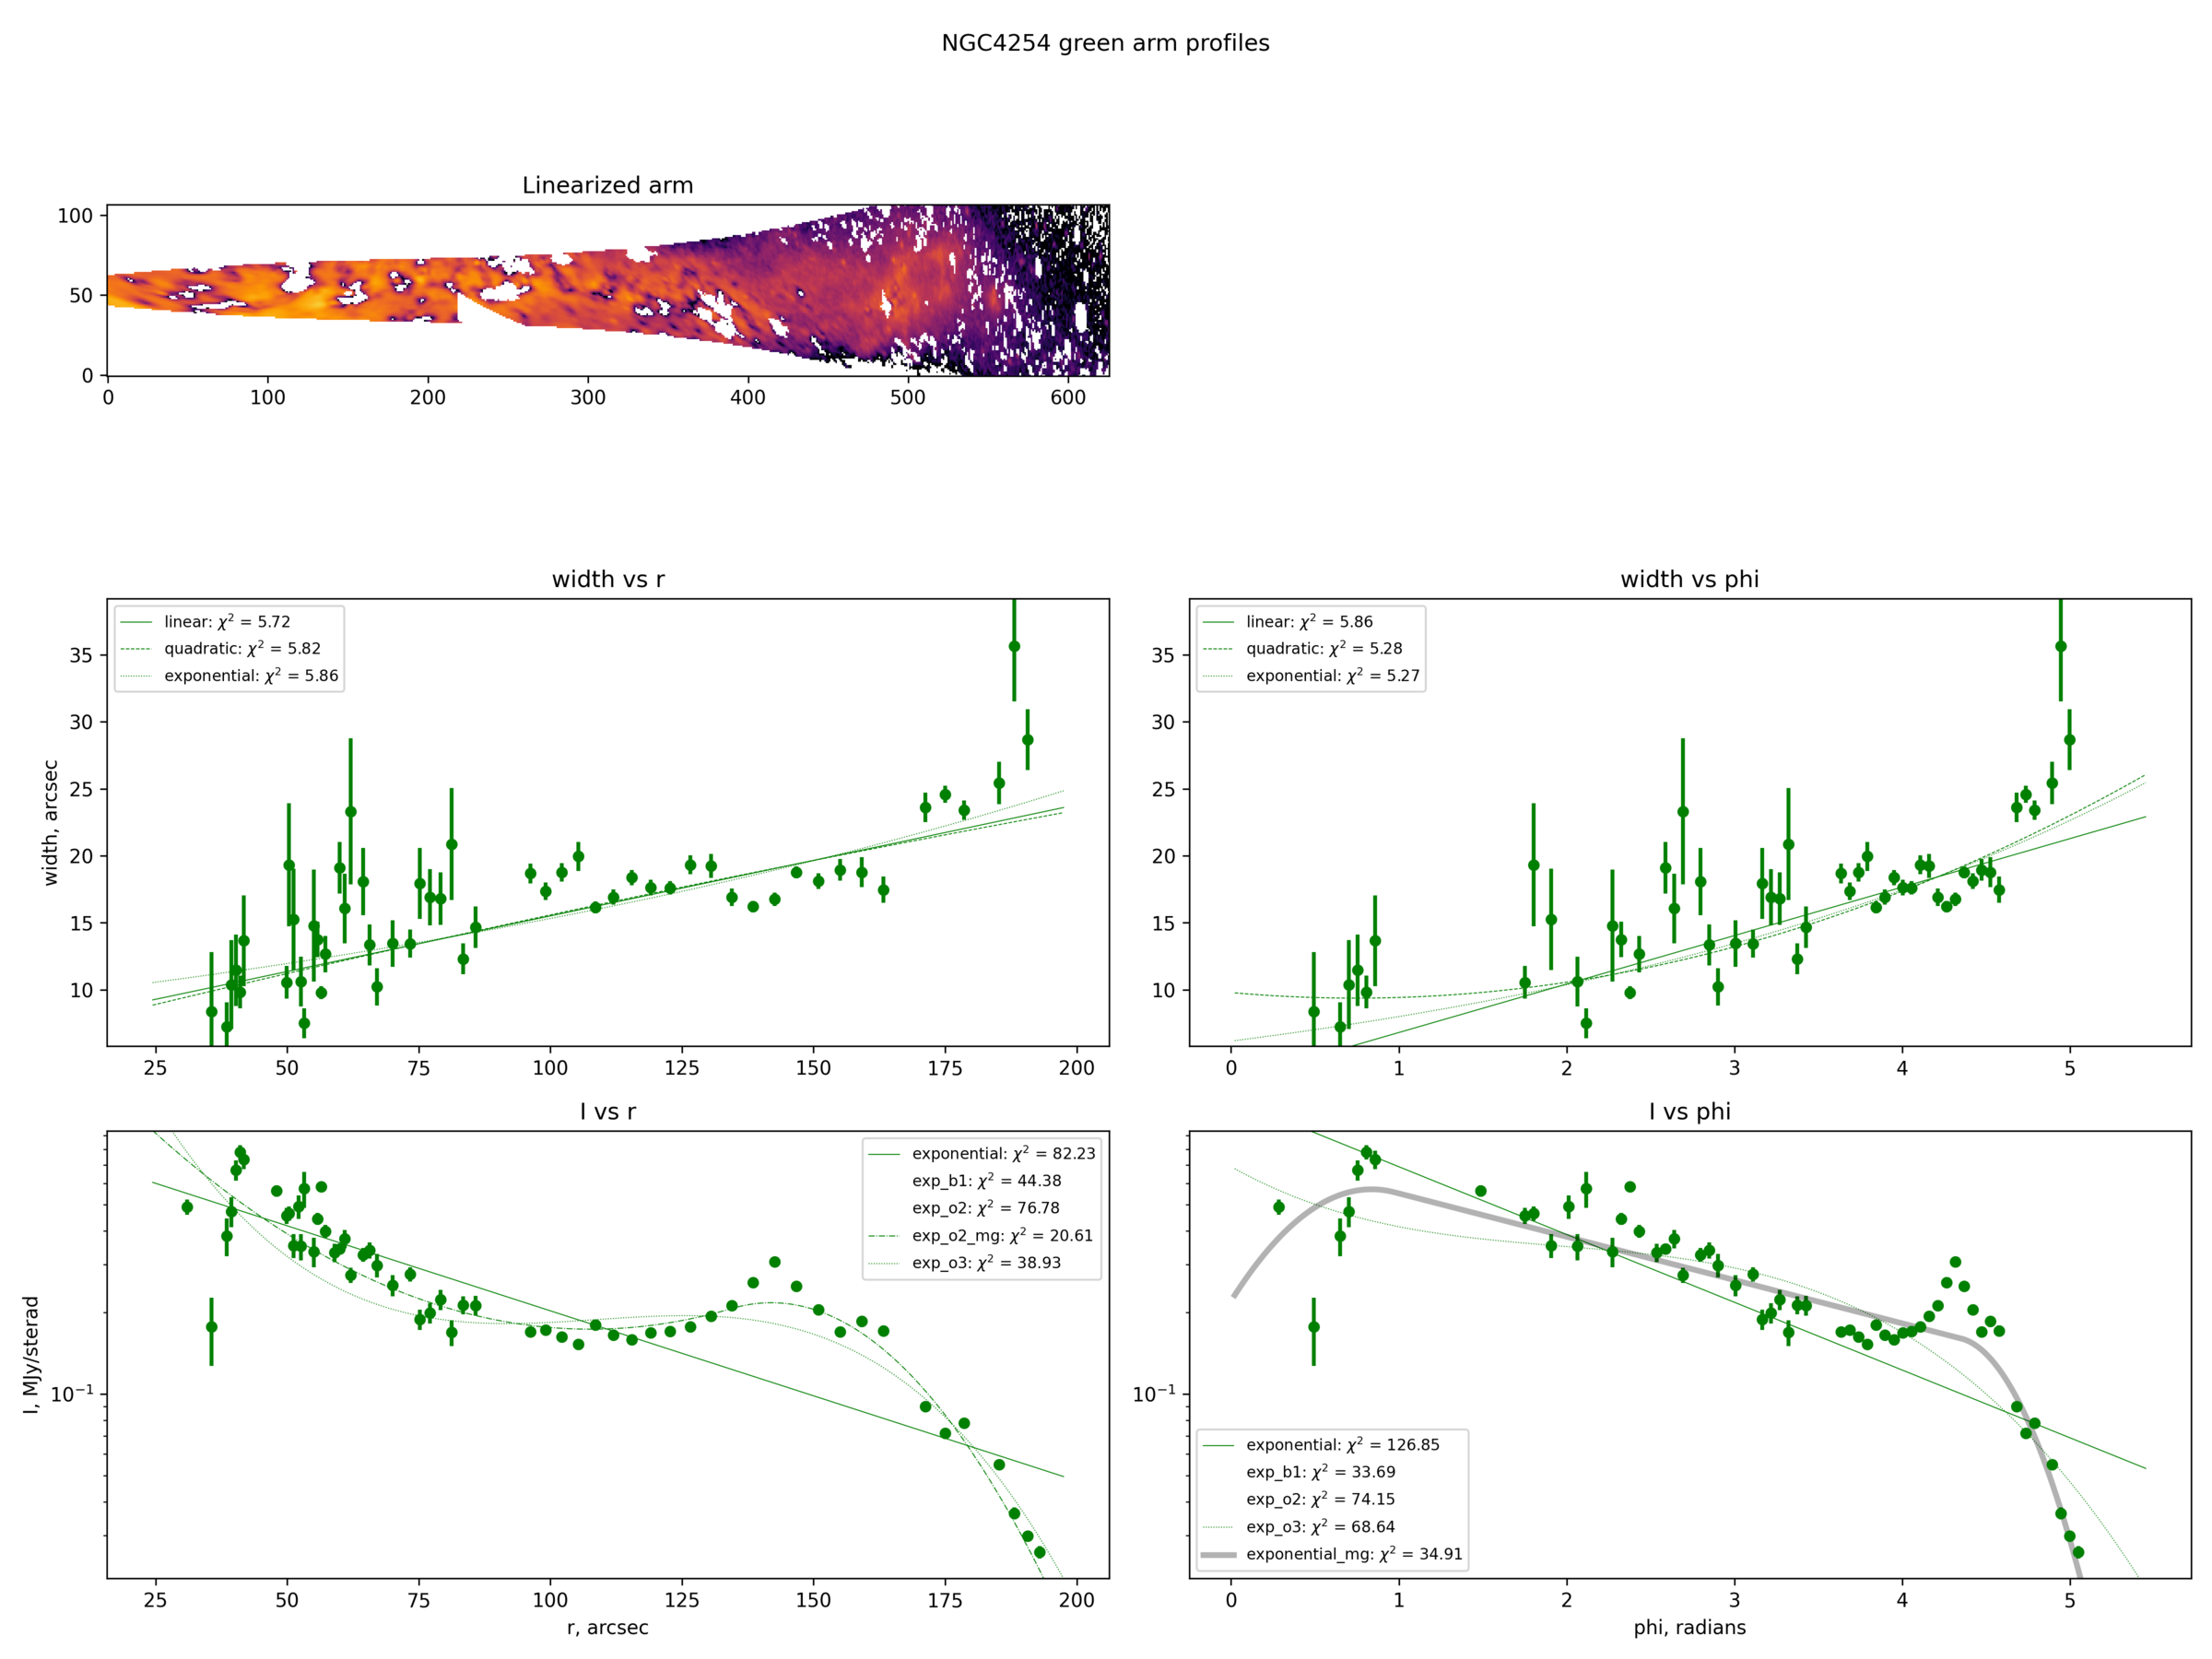 NGC4254 green arm profiles
Linearized arm
100
50
0
0 100 200 300 400 500 600
width vs r
linear: χ² = 5.72
quadratic: χ² = 5.82
exponential: χ² = 5.86
width, arcsec
35
30
25
20
15
10
25 50 75 100 125 150 175 200
width vs phi
linear: χ² = 5.86
quadratic: χ² = 5.28
exponential: χ² = 5.27
35
30
25
20
15
10
0 1 2 3 4 5
I vs r
exponential: χ² = 82.23
exp_b1: χ² = 44.38
exp_o2: χ² = 76.78
exp_o2_mg: χ² = 20.61
exp_o3: χ² = 38.93
I, MJy/sterad
10⁻¹
25 50 75 100 125 150 175 200
r, arcsec
I vs phi
10⁻¹
exponential: χ² = 126.85
exp_b1: χ² = 33.69
exp_o2: χ² = 74.15
exp_o3: χ² = 68.64
exponential_mg: χ² = 34.91
0 1 2 3 4 5
phi, radians